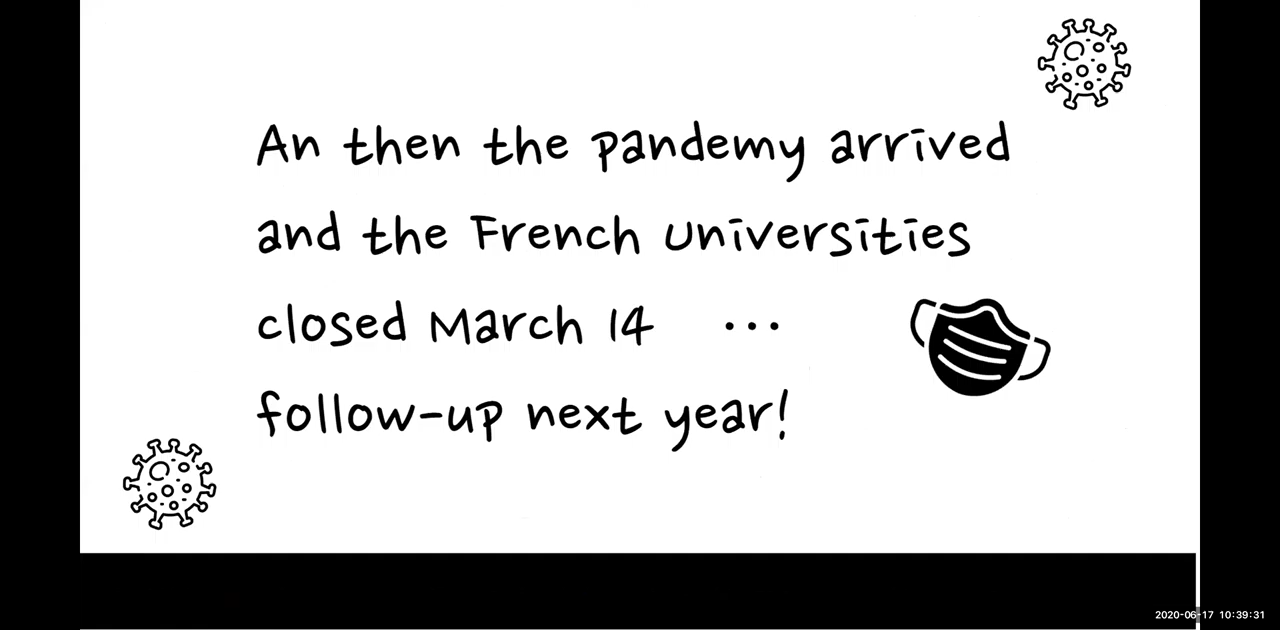 An then the pandemy arrived
and the French universities
closed March 14 ...
follow-up next year!
2020-06-17 10:39:31